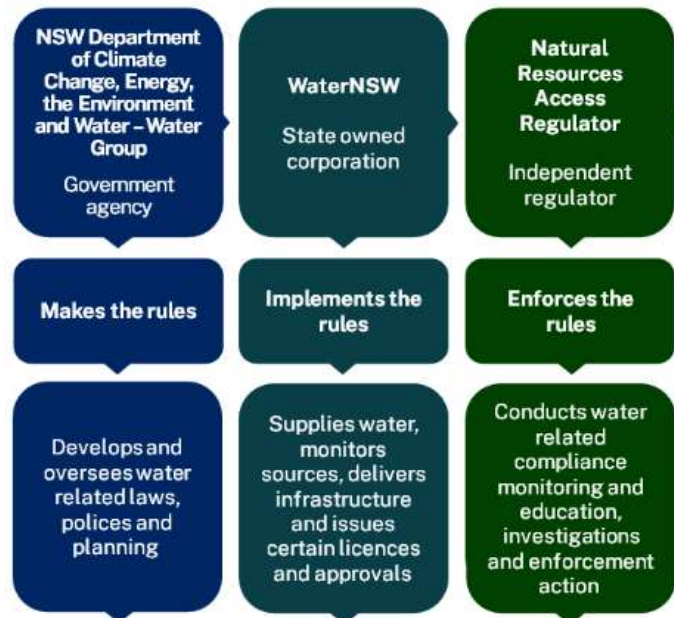 NSW Department
of Climate
Change, Energy,
the Environment
and Water – Water
Group
Government
agency
WaterNSW
State owned
corporation
Natural
Resources
Access
Regulator
Independent
regulator
Makes the rules
Implements the
rules
Enforces the
rules
Develops and
oversees water
related laws,
polices and
planning
Supplies water,
monitors
sources, delivers
infrastructure
and issues
certain licences
and approvals
Conducts water
related
compliance
monitoring and
education,
investigations
and enforcement
action